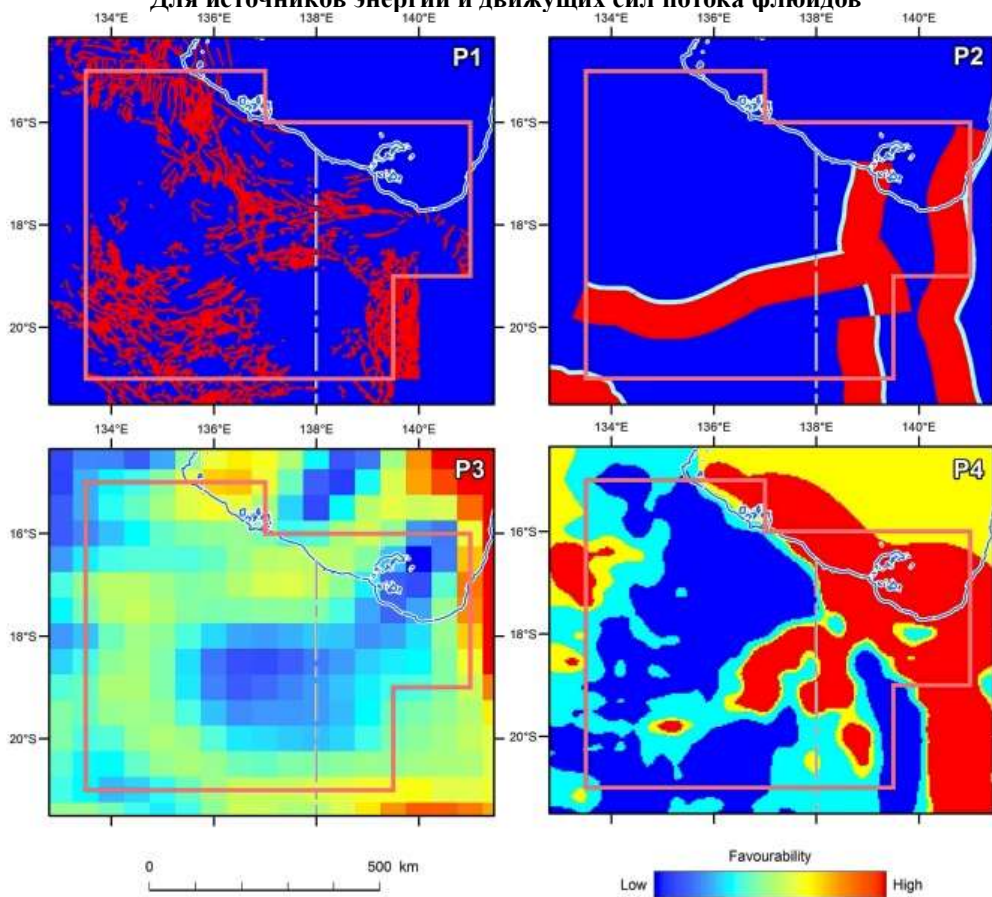 Для источников энергии и движущих сил потока флюидов
134°E 136°E 138°E 140°E 134°E 136°E 138°E 140°E
P1 P2
16°S 16°S
18°S 18°S
20°S 20°S
134°E 136°E 138°E 140°E 134°E 136°E 138°E 140°E
P3 P4
16°S 16°S
18°S 18°S
20°S 20°S
0 500 km
Favourability
Low High